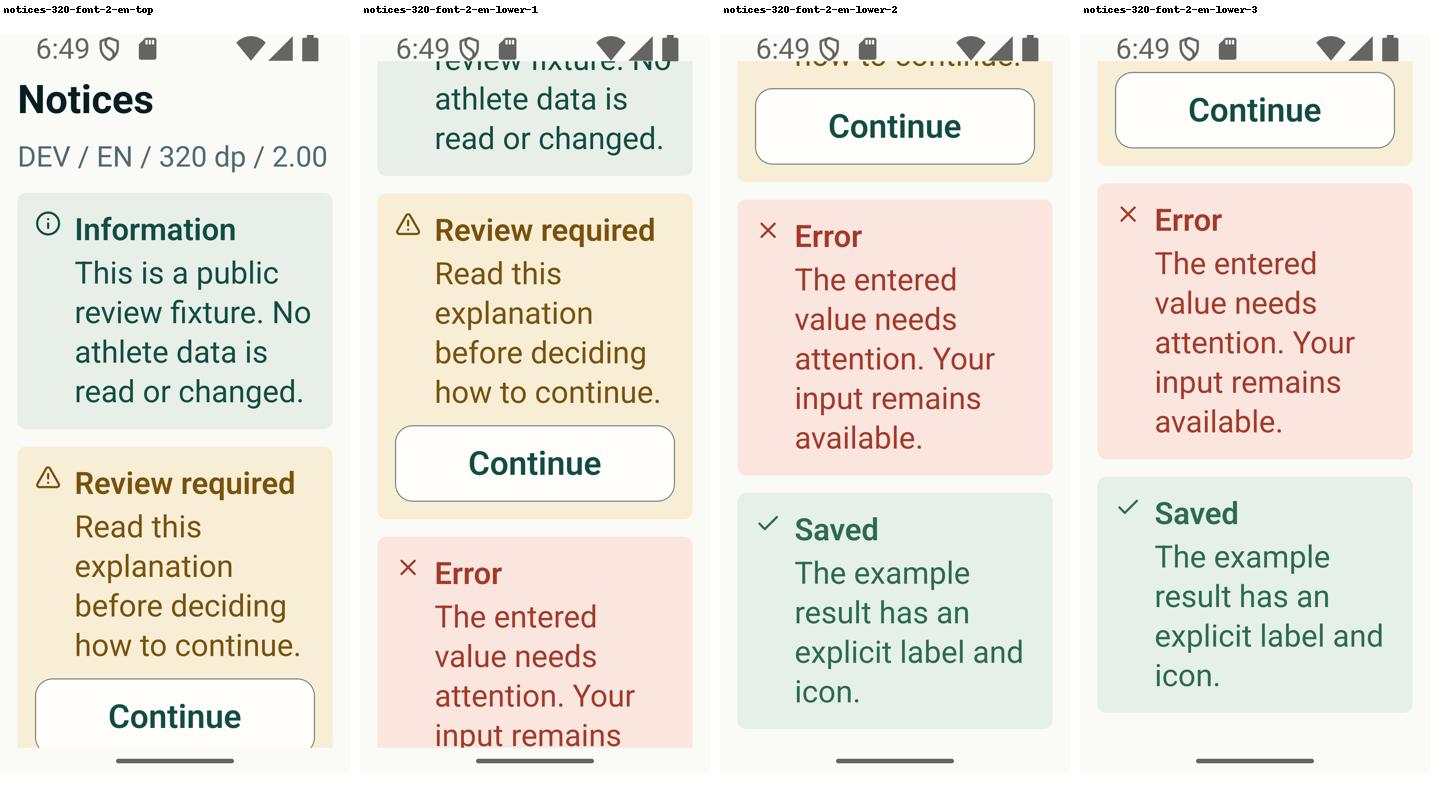 notices-320-font-2-en-top
6:49
Notices
DEV / EN / 320 dp / 2.00
Information
This is a public
review fixture. No
athlete data is
read or changed.
Review required
Read this
explanation
before deciding
how to continue.
Continue
notices-320-font-2-en-lower-1
6:49
review fixture. No
athlete data is
read or changed.
Review required
Read this
explanation
before deciding
how to continue.
Continue
Error
The entered
value needs
attention. Your
input remains
notices-320-font-2-en-lower-2
6:49
how to continue.
Continue
Error
The entered
value needs
attention. Your
input remains
available.
Saved
The example
result has an
explicit label and
icon.
notices-320-font-2-en-lower-3
6:49
Continue
Error
The entered
value needs
attention. Your
input remains
available.
Saved
The example
result has an
explicit label and
icon.